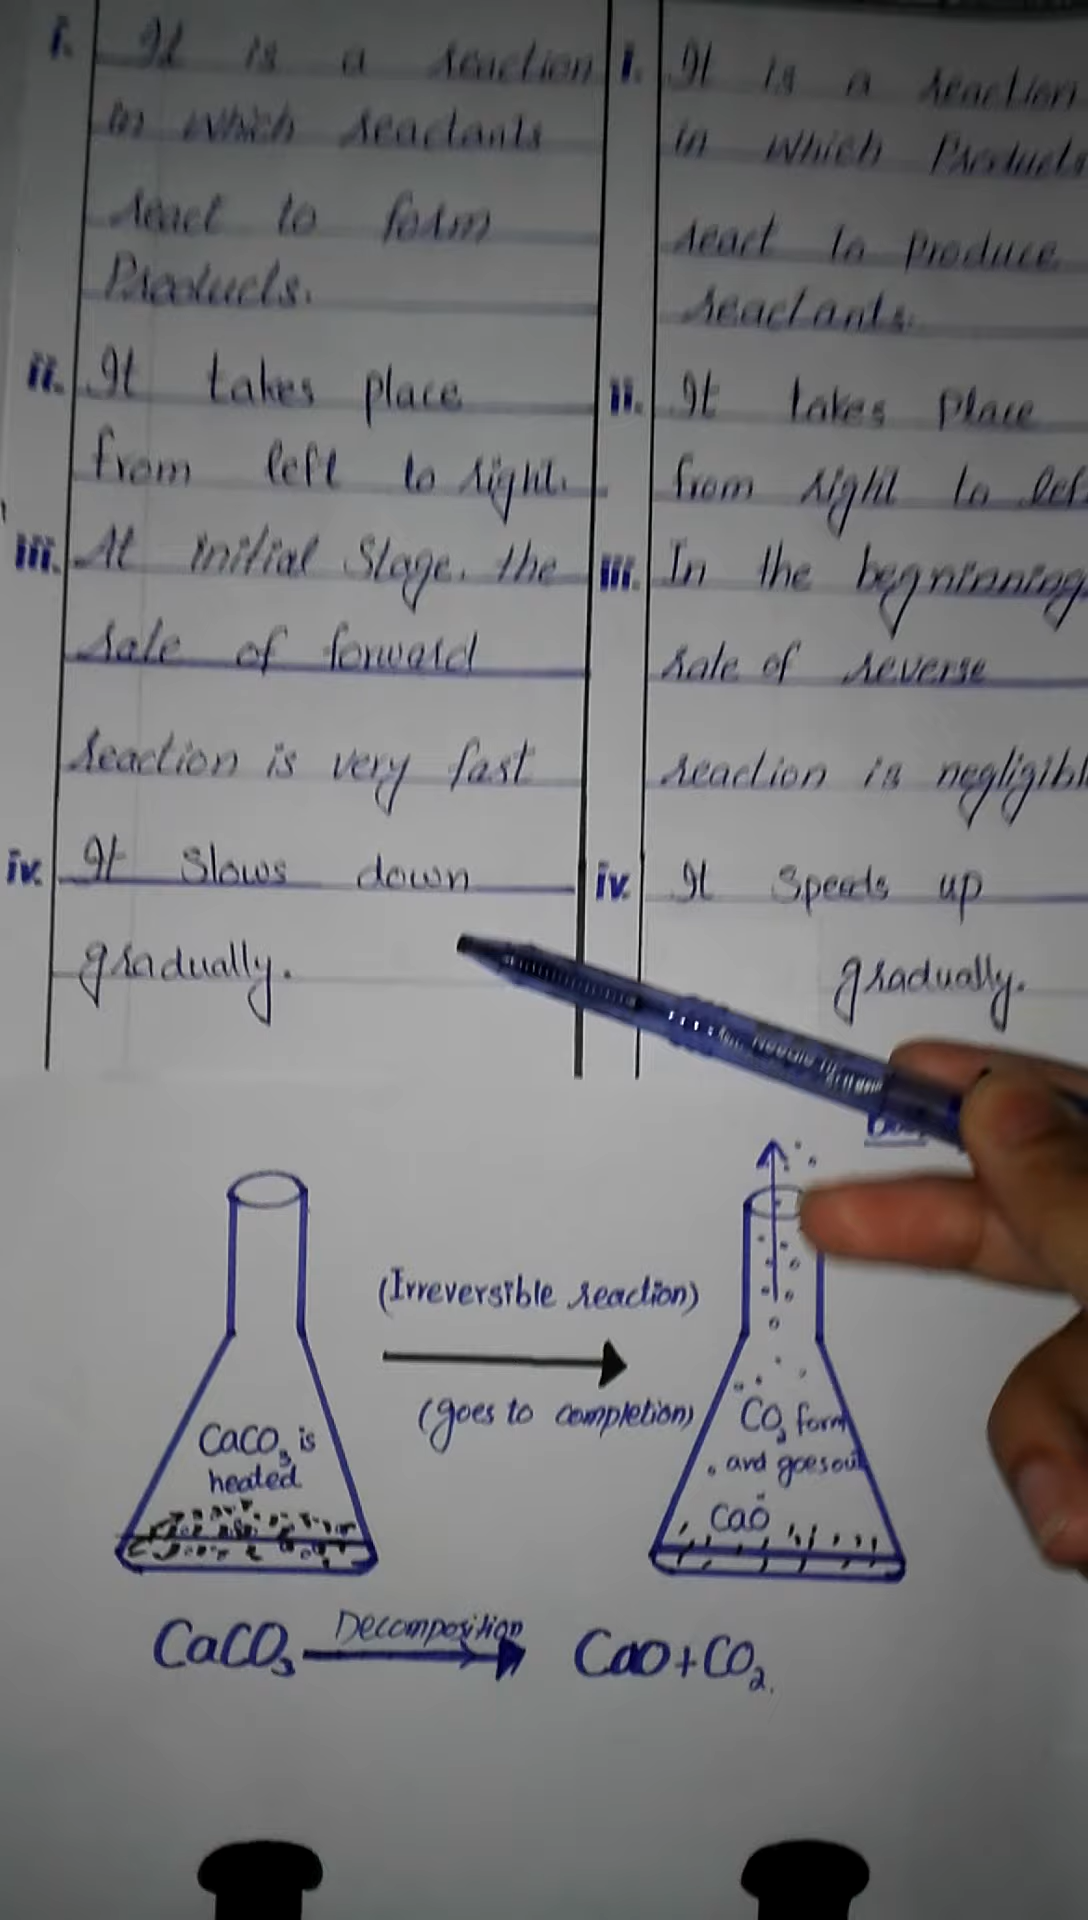 i. It is a reaction
in which reactants
react to form
Products.
ii. It takes place
from left to right.
iii. At initial Stage, the
rate of forward
reaction is very fast
iv. It Slows down
gradually.
i. It is a reaction
in which Products
react to Produce
reactants.
ii. It takes Place
from right to lef
iii. In the begninning
rate of reverse
reaction is negligibl
iv. It Speeds up
gradually.
(Irreversible reaction)
(goes to completion)
CaCO₃ is
heated
CO₂ form
and goes out
CaO
CaCO₃ Decomposition CaO+CO₂.